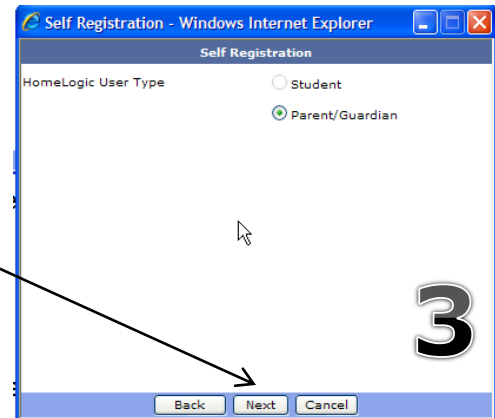 Self Registration - Windows Internet Explorer
Self Registration
HomeLogic User Type
Student
Parent/Guardian
3
Back Next Cancel